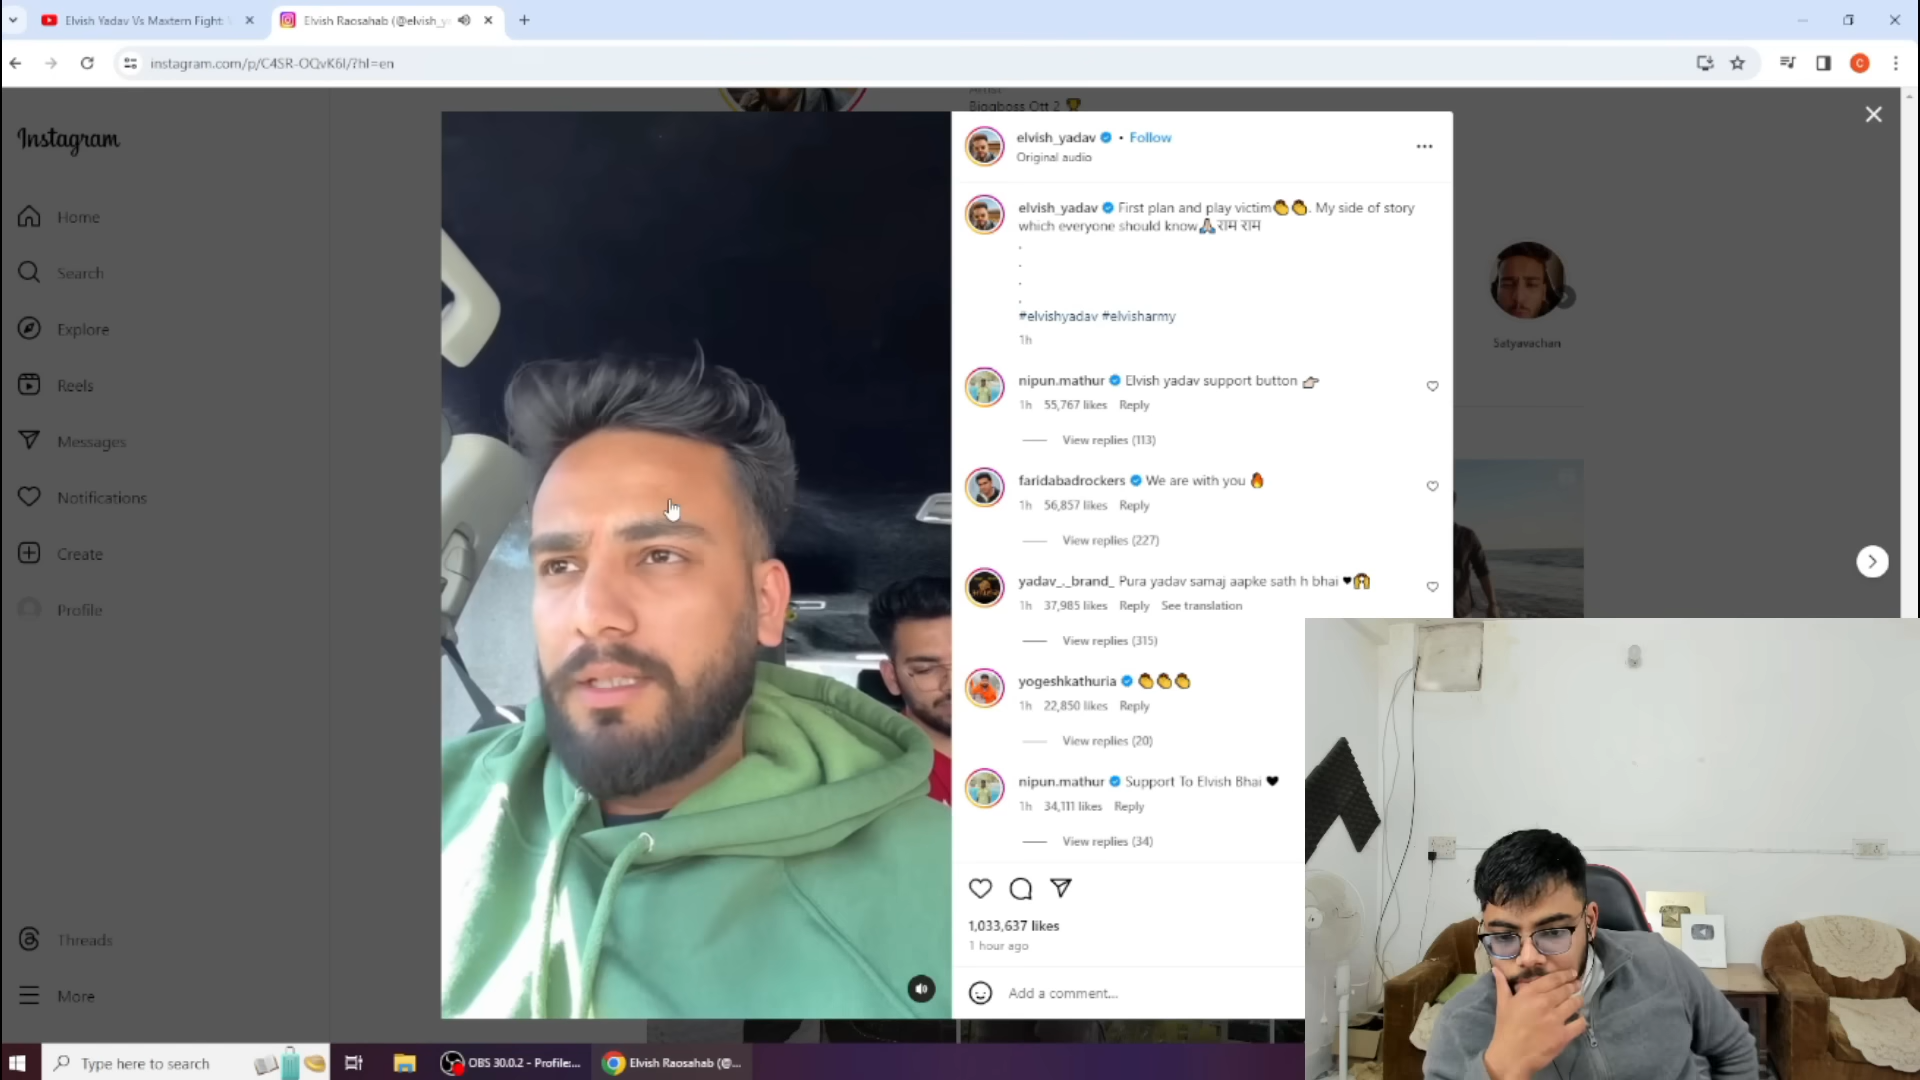 Elvish Yadav Vs Maxtern Fight:
Elvish Raosahab (@elvish_y
instagram.com/p/C4SR-OQvK6I/?hl=en
C
Instagram
Home
Search
Explore
Reels
Messages
Notifications
Create
Profile
Threads
More
Biggboss Ott 2 🏆
elvish_yadav • Follow
Original audio
elvish_yadav First plan and play victim👏👏. My side of story
which everyone should know🙏🏻राम राम
.
.
.
.
#elvishyadav #elvisharmy
1h
nipun.mathur Elvish yadav support button 👉🏻
1h 55,767 likes Reply
View replies (113)
faridabadrockers We are with you 🔥
1h 56,857 likes Reply
View replies (227)
yadav_._brand_ Pura yadav samaj aapke sath h bhai ♥🙌
1h 37,985 likes Reply See translation
View replies (315)
yogeshkathuria 👏👏👏
1h 22,850 likes Reply
View replies (20)
nipun.mathur Support To Elvish Bhai ♥
1h 34,111 likes Reply
View replies (34)
1,033,637 likes
1 hour ago
Add a comment...
Satyavachan
Type here to search
OBS 30.0.2 - Profile:...
Elvish Raosahab (@...